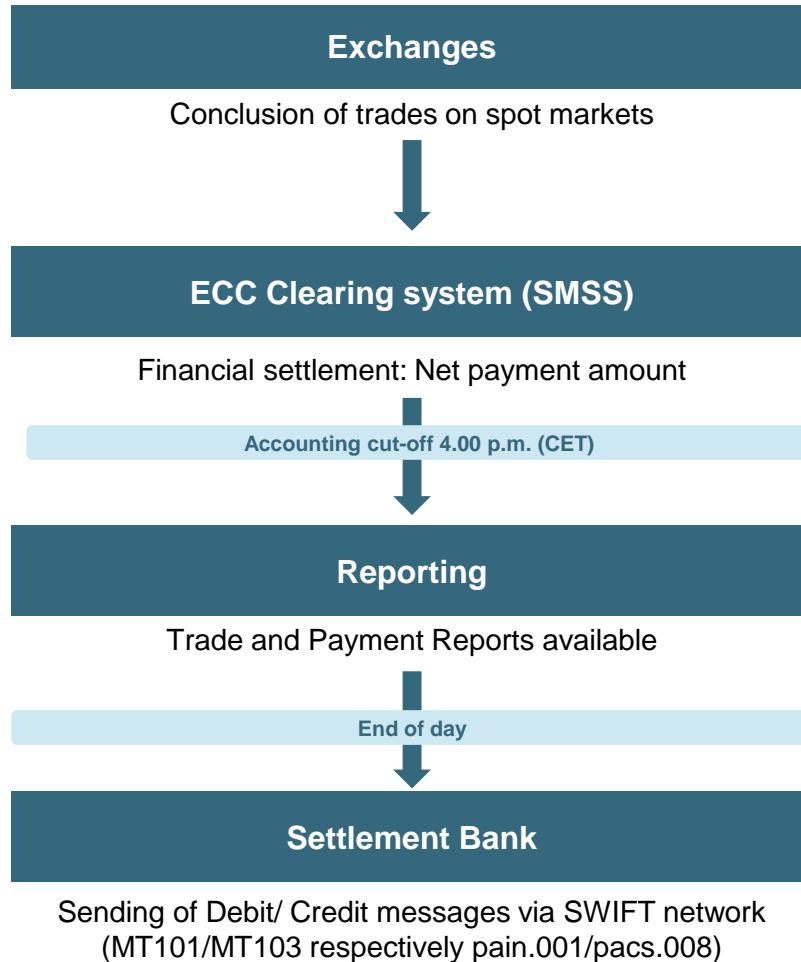 Exchanges
Conclusion of trades on spot markets
ECC Clearing system (SMSS)
Financial settlement: Net payment amount
Accounting cut-off 4.00 p.m. (CET)
Reporting
Trade and Payment Reports available
End of day
Settlement Bank
Sending of Debit/ Credit messages via SWIFT network
(MT101/MT103 respectively pain.001/pacs.008)